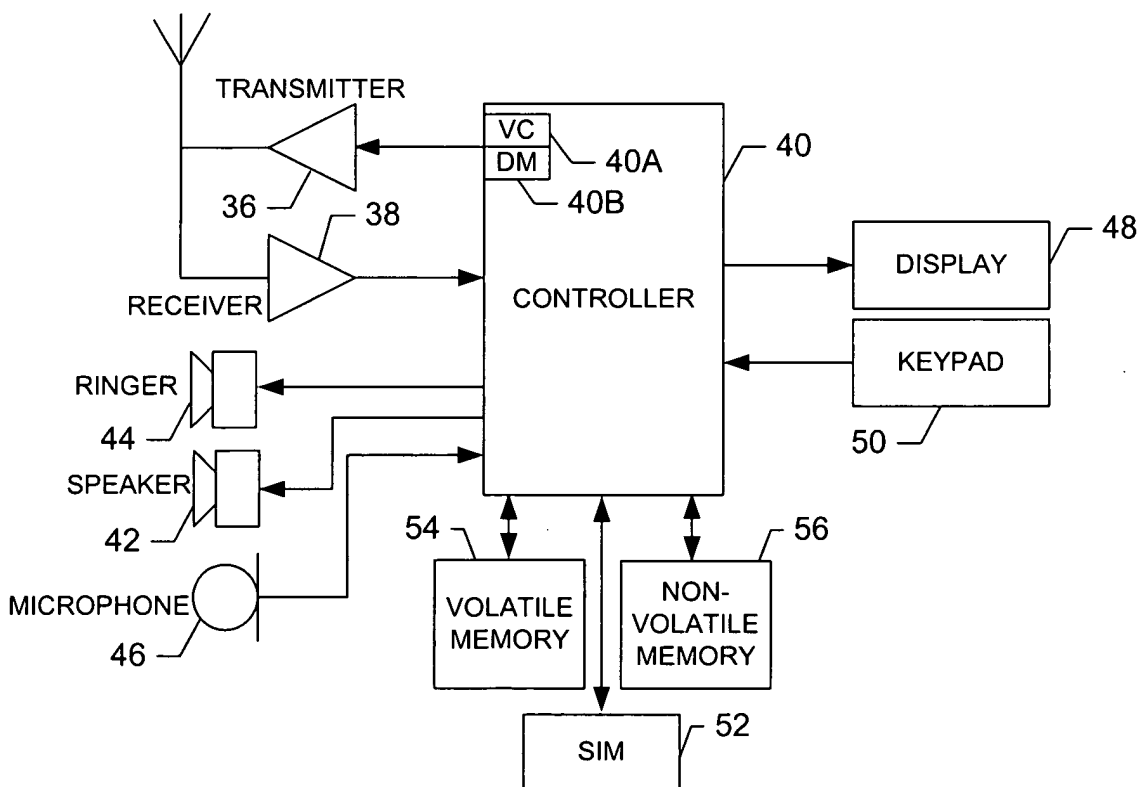 TRANSMITTER
VC
DM
40A
40
36
40B
38
48
DISPLAY
CONTROLLER
RECEIVER
KEYPAD
RINGER
44
50
SPEAKER
42
54
56
MICROPHONE
46
VOLATILE
MEMORY
NON-
VOLATILE
MEMORY
52
SIM